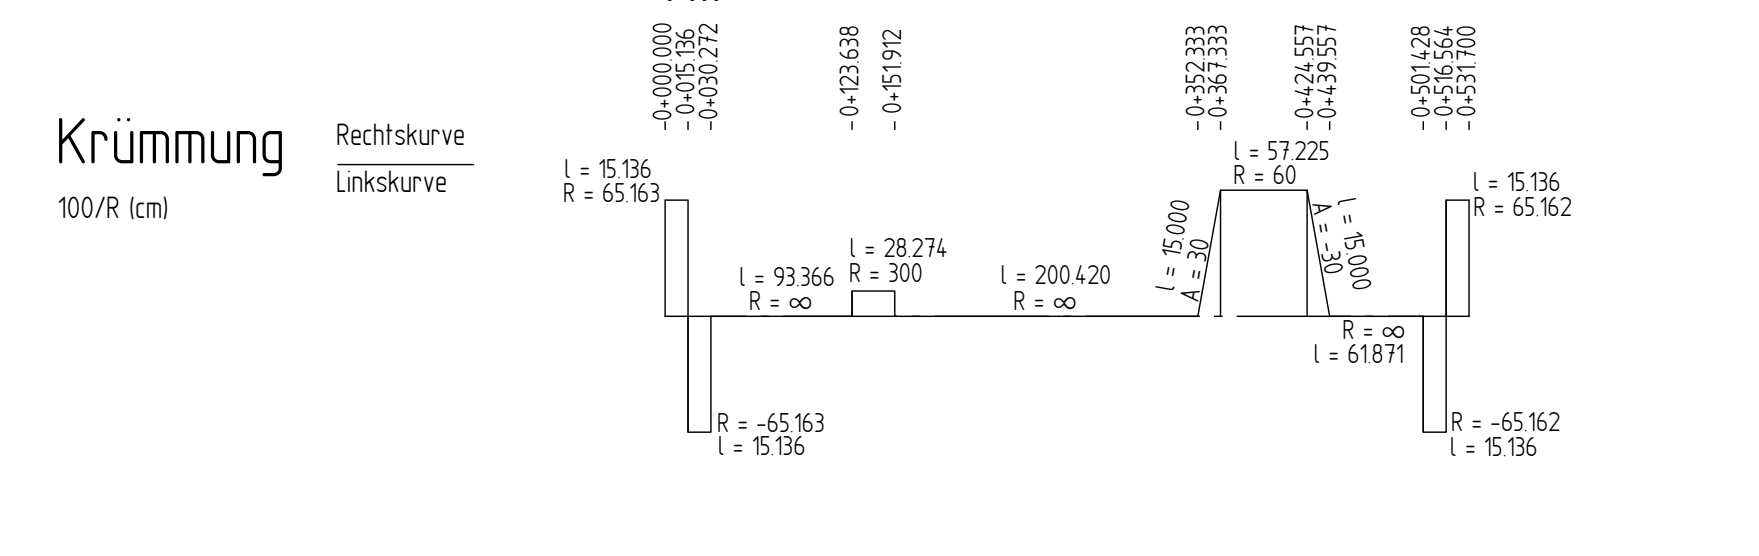 0+000.000
0+015.136
0+030.272
0+123.638
0+151.912
0+352.333
0+367.333
0+424.557
0+439.557
0+501.428
0+516.564
0+531.700
Krümmung
100/R (cm)
Rechtskurve
Linkskurve
l = 15.136
R = 65.163
R = -65.163
l = 15.136
l = 93.366
R = ∞
l = 28.274
R = 300
l = 200.420
R = ∞
l = 15.000
A = 30
l = 57.225
R = 60
l = 15.000
A = -30
R = ∞
l = 61.871
R = -65.162
l = 15.136
l = 15.136
R = 65.162